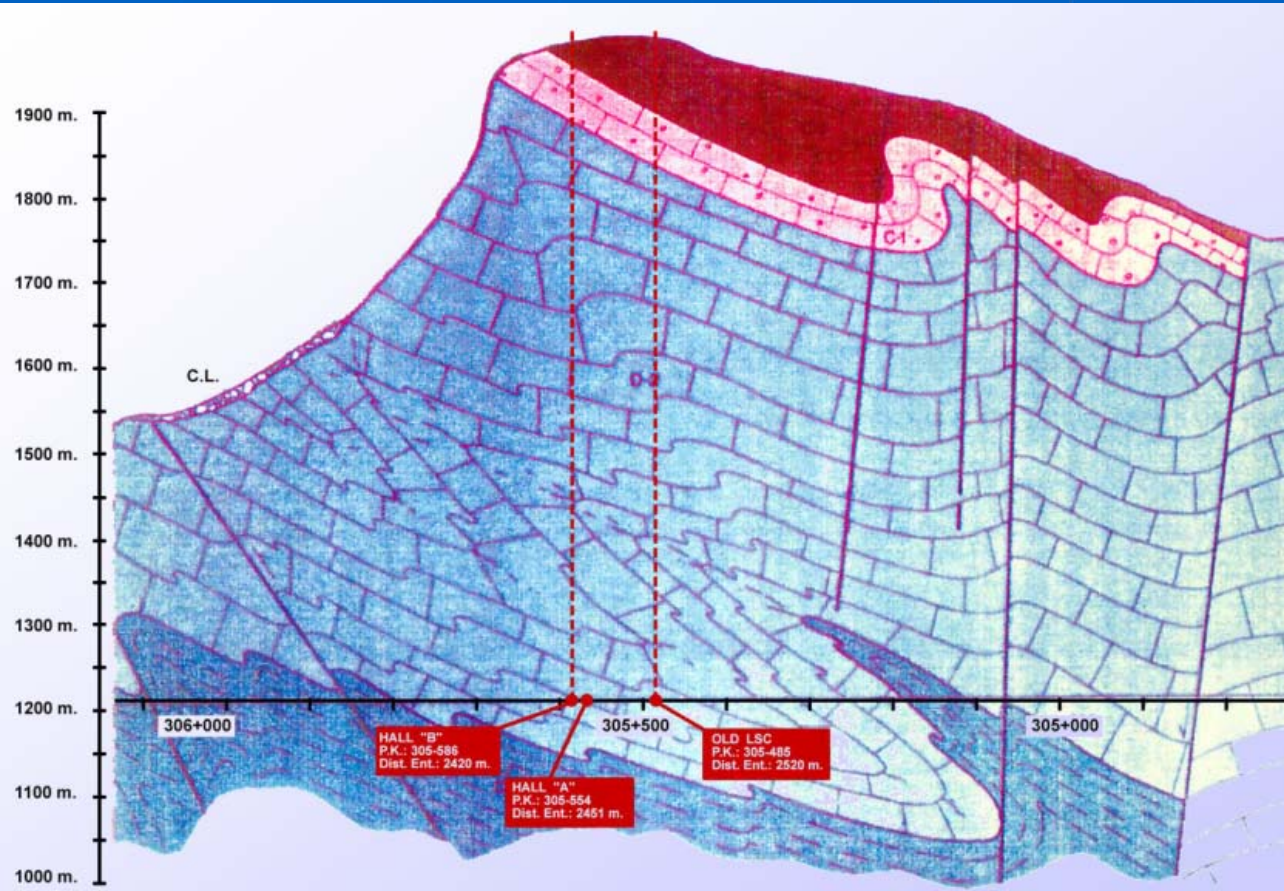 1900 m.
1800 m.
1700 m.
1600 m.
1500 m.
1400 m.
1300 m.
1200 m.
1100 m.
1000 m.
C.L.
C-1
D-2
306+000
305+500
305+000
HALL "B"
P.K.: 305-586
Dist. Ent.: 2420 m.
HALL "A"
P.K.: 305-554
Dist. Ent.: 2451 m.
OLD LSC
P.K.: 305-485
Dist. Ent.: 2520 m.